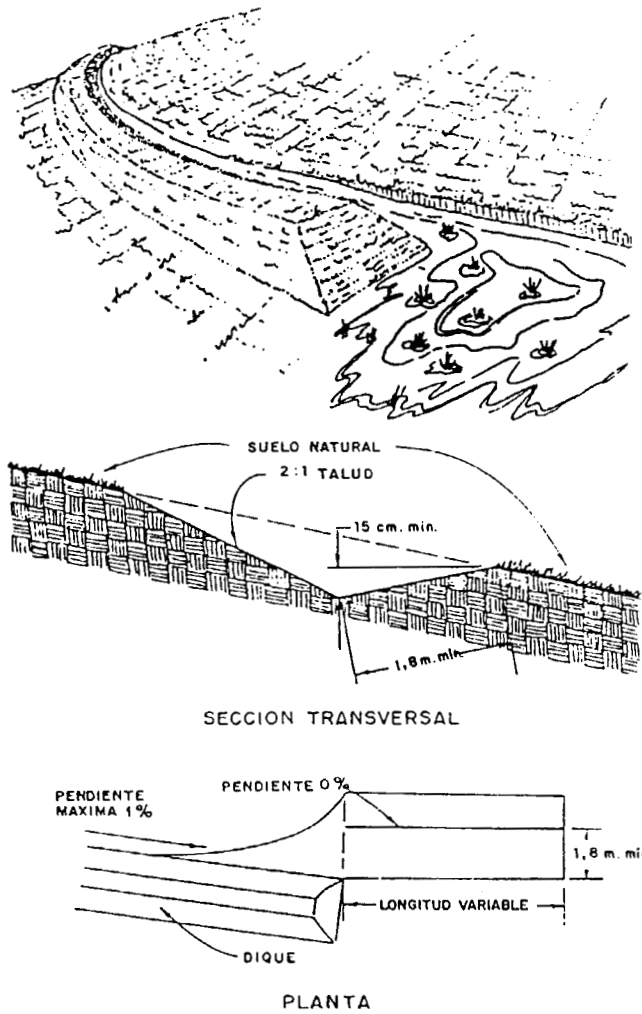 SUELO NATURAL
2:1 TALUD
15 cm. min.
1,8 m. min.
SECCION TRANSVERSAL
PENDIENTE 0%
PENDIENTE
MAXIMA 1%
1,8 m. mi
LONGITUD VARIABLE
DIQUE
PLANTA